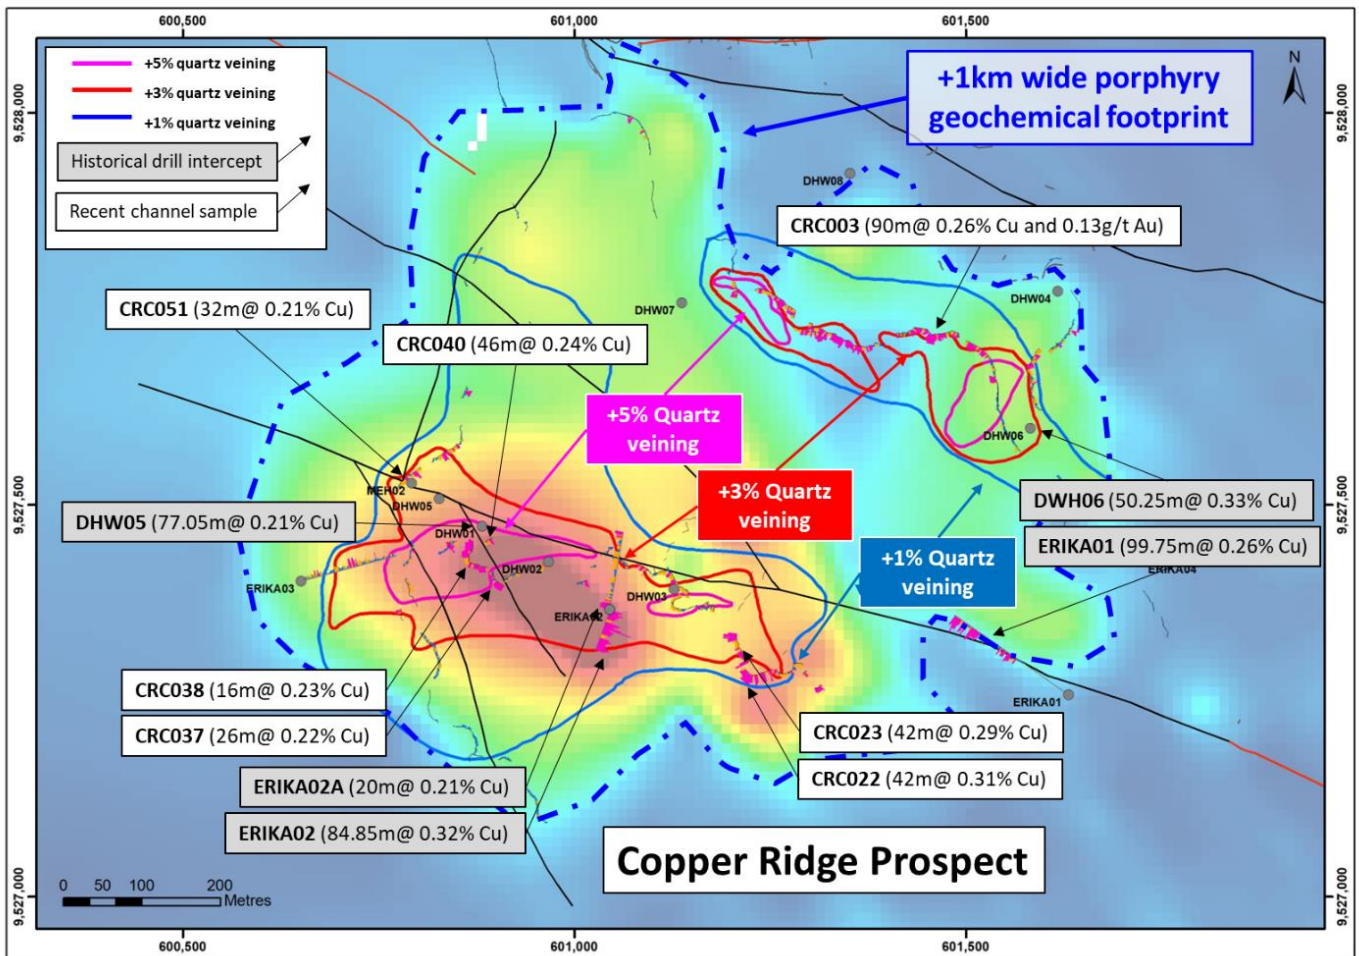 600,500
601,000
601,500
+5% quartz veining
+3% quartz veining
+1% quartz veining
Historical drill intercept
Recent channel sample
+1km wide porphyry
geochemical footprint
N
9,528,000
9,528,000
DHW08
CRC003 (90m@ 0.26% Cu and 0.13g/t Au)
DHW04
DHW07
CRC051 (32m@ 0.21% Cu)
CRC040 (46m@ 0.24% Cu)
+5% Quartz
veining
DHW06
MEH02
DHW05
+3% Quartz
veining
9,527,500
9,527,500
DWH06 (50.25m@ 0.33% Cu)
DHW05 (77.05m@ 0.21% Cu)
DHW01
ERIKA01 (99.75m@ 0.26% Cu)
+1% Quartz
veining
DHW02
ERIKA04
ERIKA03
DHW03
ERIKA02
CRC038 (16m@ 0.23% Cu)
ERIKA01
CRC037 (26m@ 0.22% Cu)
CRC023 (42m@ 0.29% Cu)
ERIKA02A (20m@ 0.21% Cu)
CRC022 (42m@ 0.31% Cu)
ERIKA02 (84.85m@ 0.32% Cu)
Copper Ridge Prospect
0 50 100 200
Metres
9,527,000
9,527,000
600,500
601,000
601,500